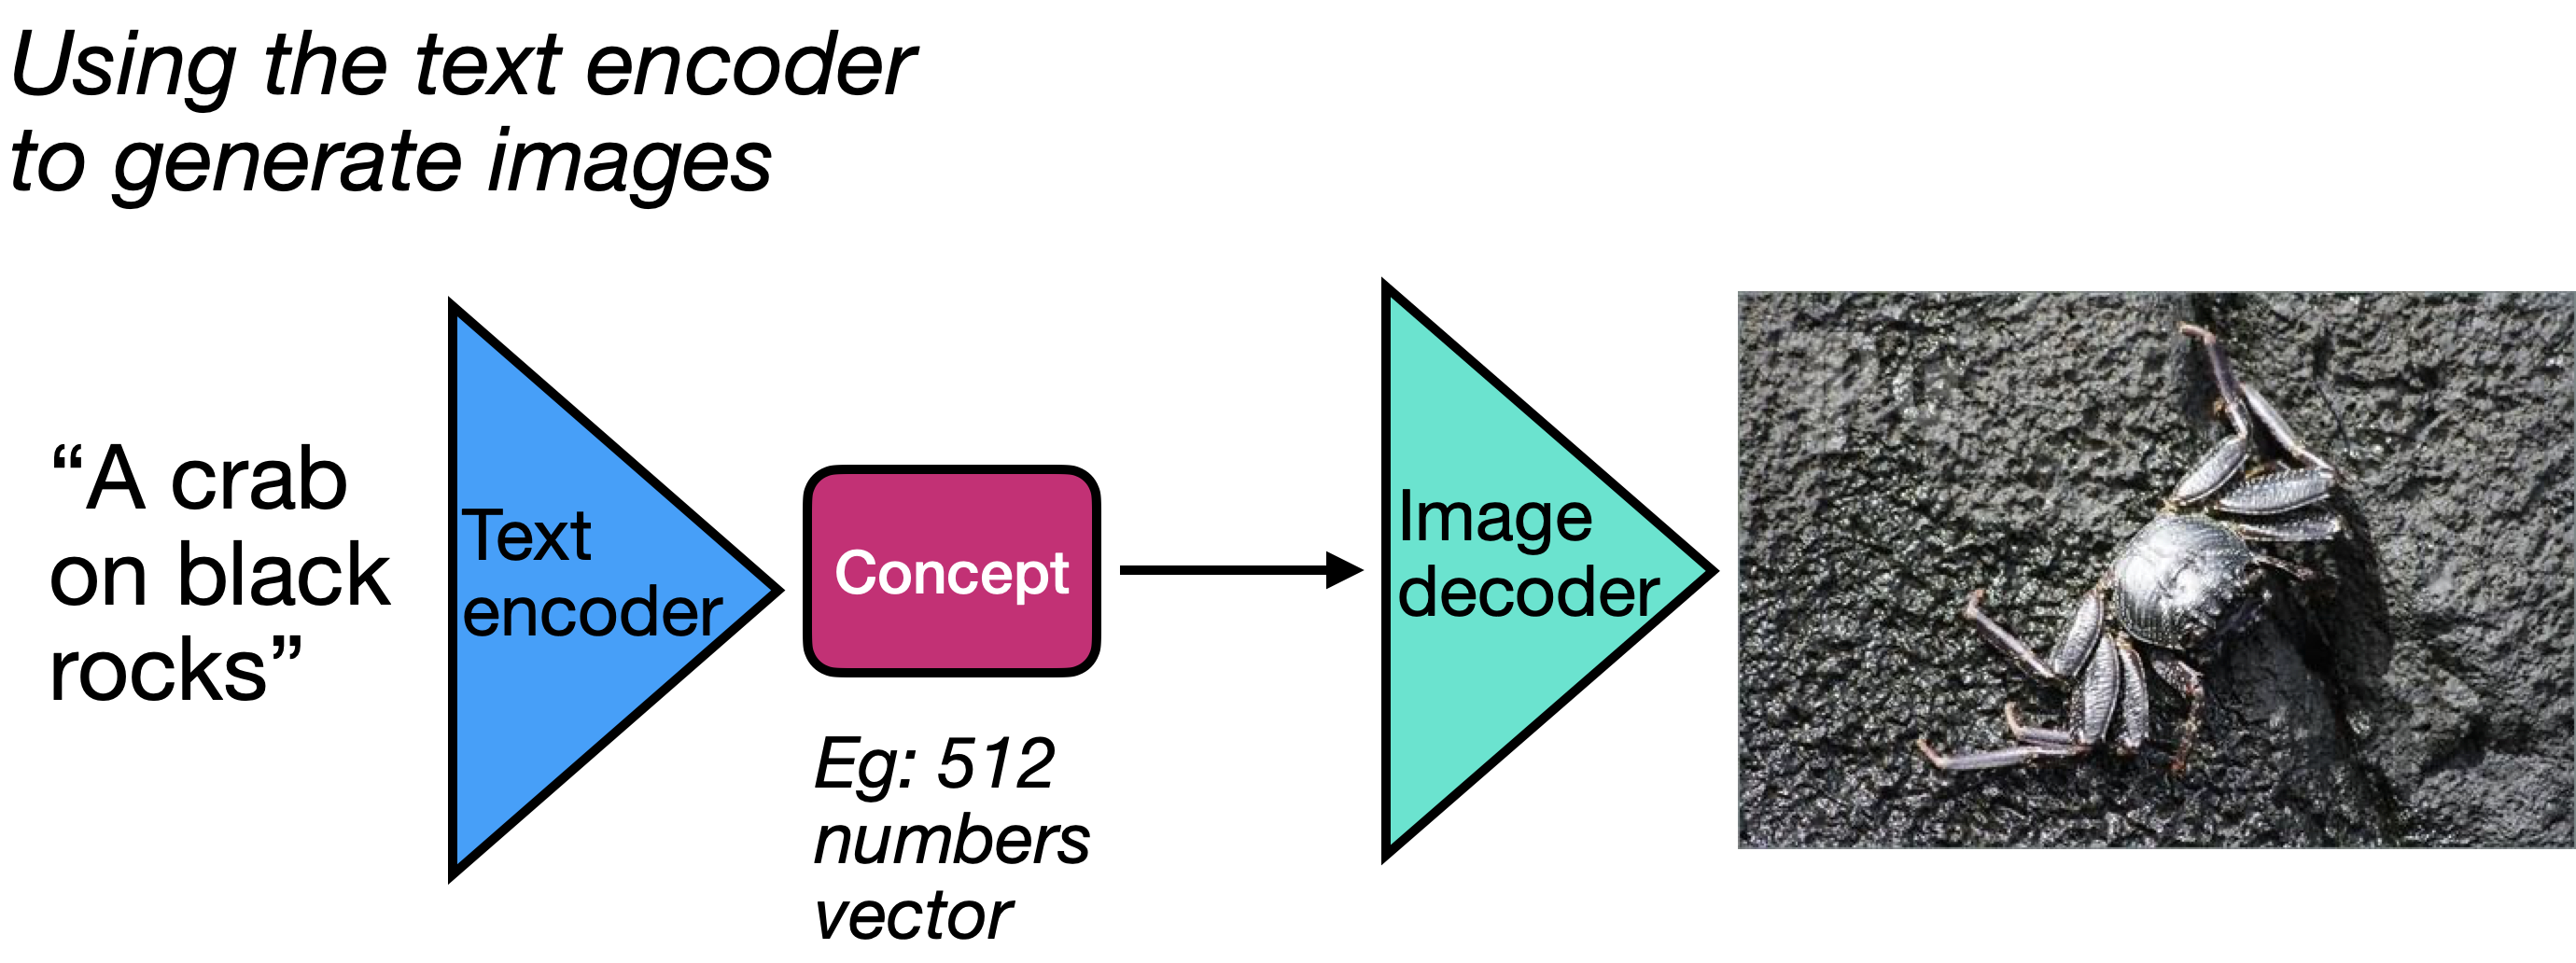 Using the text encoder
to generate images
“A crab
on black
rocks”
Text
encoder
Concept
Eg: 512
numbers
vector
Image
decoder